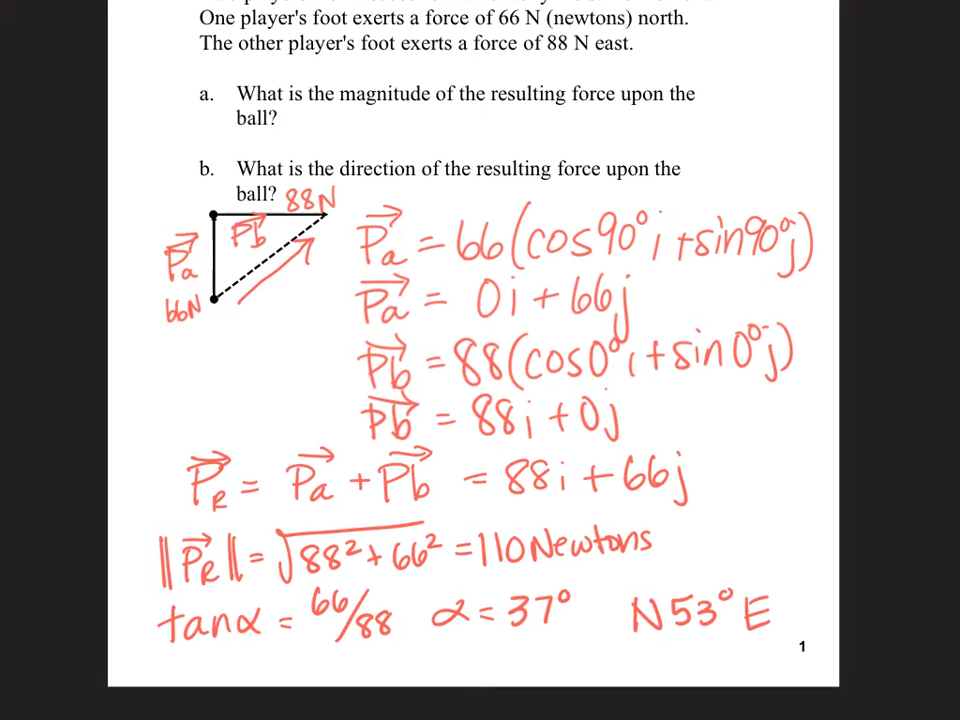 One player's foot exerts a force of 66 N (newtons) north.
The other player's foot exerts a force of 88 N east.
a. What is the magnitude of the resulting force upon the
ball?
b. What is the direction of the resulting force upon the
ball?
88N
Pb
Pa
66N
Pa = 66(cos90°i + sin90°j)
Pa = 0i + 66j
Pb = 88(cos0°i + sin0°j)
Pb = 88i + 0j
P_R = Pa + Pb = 88i + 66j
||P_R|| = √88² + 66² = 110 Newtons
tanα = 66/88 α = 37° N53°E
1